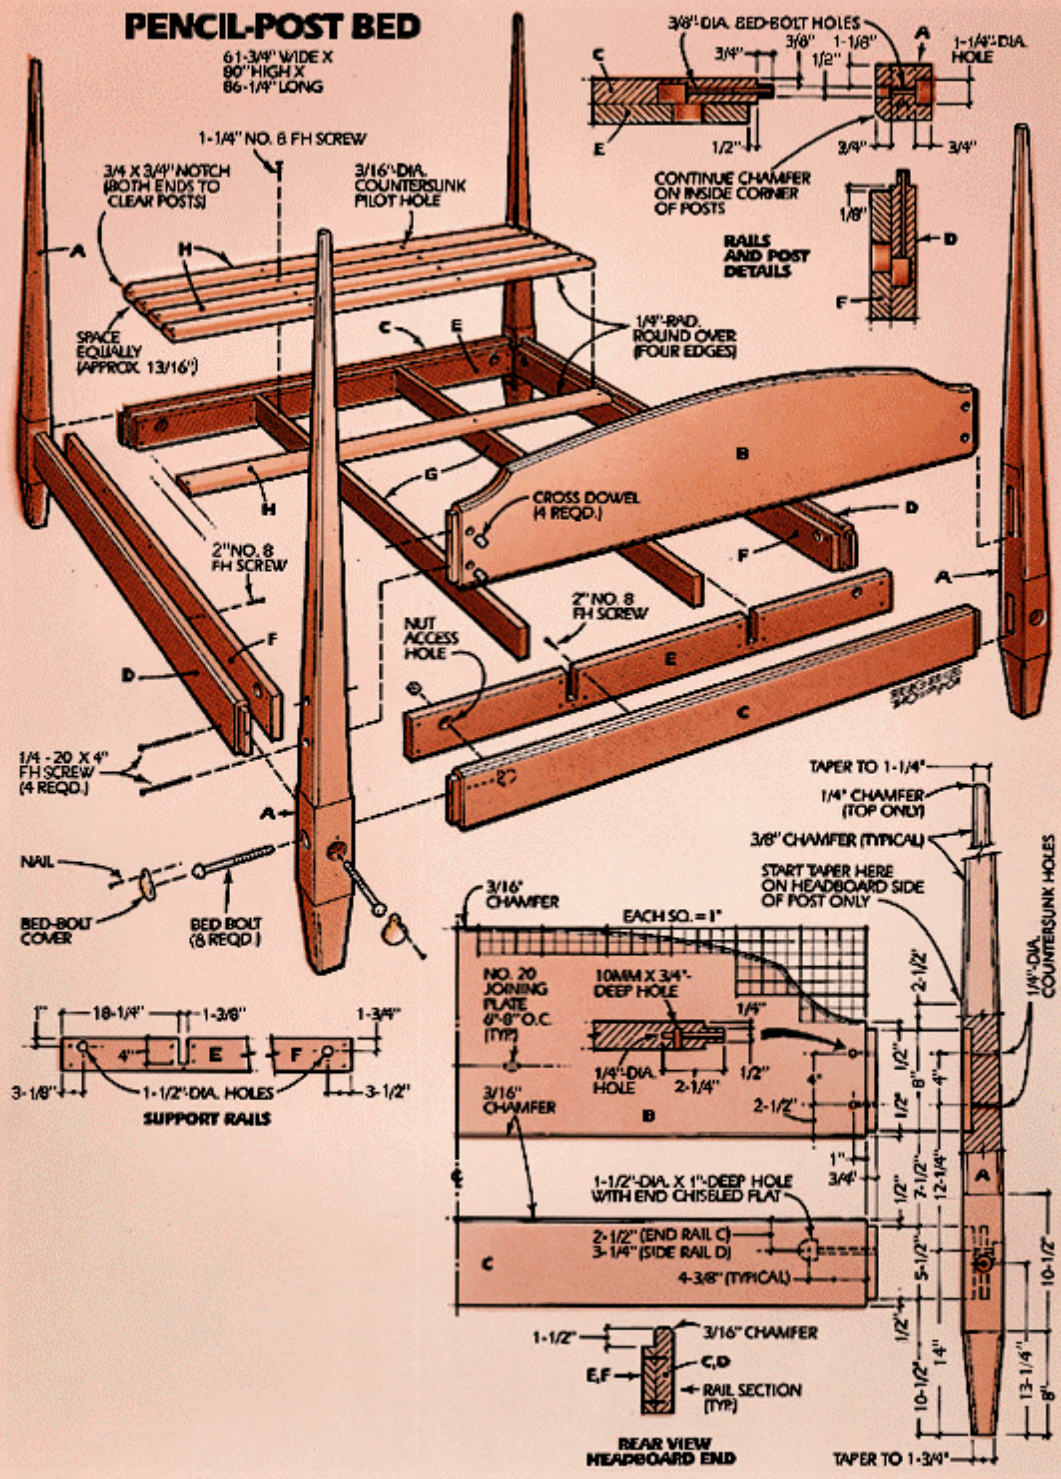 PENCIL-POST BED
61-3/4" WIDE X
80" HIGH X
86-1/4" LONG
3/8"-DIA. BED-BOLT HOLES
A
C
3/4"
3/8"
1-1/8"
1/2"
1-1/4"-DIA.
HOLE
E
1/2"
3/4"
3/4"
CONTINUE CHAMFER
ON INSIDE CORNER
OF POSTS
1/8"
D
F
RAILS
AND POST
DETAILS
1-1/4" NO. 8 FH SCREW
3/4 X 3/4" NOTCH
(BOTH ENDS TO
CLEAR POSTS)
3/16"-DIA.
COUNTERSUNK
PILOT HOLE
A
H
SPACE
EQUALLY
(APPROX. 13/16")
C
E
1/4"-RAD.
ROUND OVER
(FOUR EDGES)
B
G
H
CROSS DOWEL
(4 REQD.)
D
F
A
2" NO. 8
FH SCREW
2" NO. 8
FH SCREW
NUT
ACCESS
HOLE
F
D
E
C
1/4 - 20 X 4"
FH SCREW
(4 REQD.)
A
NAIL
BED-BOLT
COVER
BED BOLT
(8 REQD.)
TAPER TO 1-1/4"
1/4" CHAMFER
(TOP ONLY)
3/8" CHAMFER (TYPICAL)
START TAPER HERE
ON HEADBOARD SIDE
OF POST ONLY
1/4"-DIA.
COUNTERSUNK HOLES
3/16"
CHAMFER
EACH SQ. = 1"
NO. 20
JOINING
PLATE
6"-8" O.C.
(TYP.)
10MM X 3/4"-
DEEP HOLE
1/4"
1/4"-DIA.
HOLE
2-1/4"
1/2"
3/16"
CHAMFER
B
2-1/2"
4"
1"
3/4"
2-1/2"
1/2"
8"
4"
1/2"
1/2"
7-1/2"
12-1/4"
A
1"
18-1/4"
1-3/8"
1-3/4"
4"
E
F
3-1/8"
1-1/2"-DIA. HOLES
3-1/2"
SUPPORT RAILS
1-1/2"-DIA. X 1"-DEEP HOLE
WITH END CHISELED FLAT
2-1/2" (END RAIL C)
3-1/4" (SIDE RAIL D)
4-3/8" (TYPICAL)
C
5-1/2"
10-1/2"
1/2"
14"
10-1/2"
13-1/4"
8"
1-1/2"
3/16" CHAMFER
E,F
C,D
RAIL SECTION
(TYP.)
REAR VIEW
HEADBOARD END
TAPER TO 1-3/4"